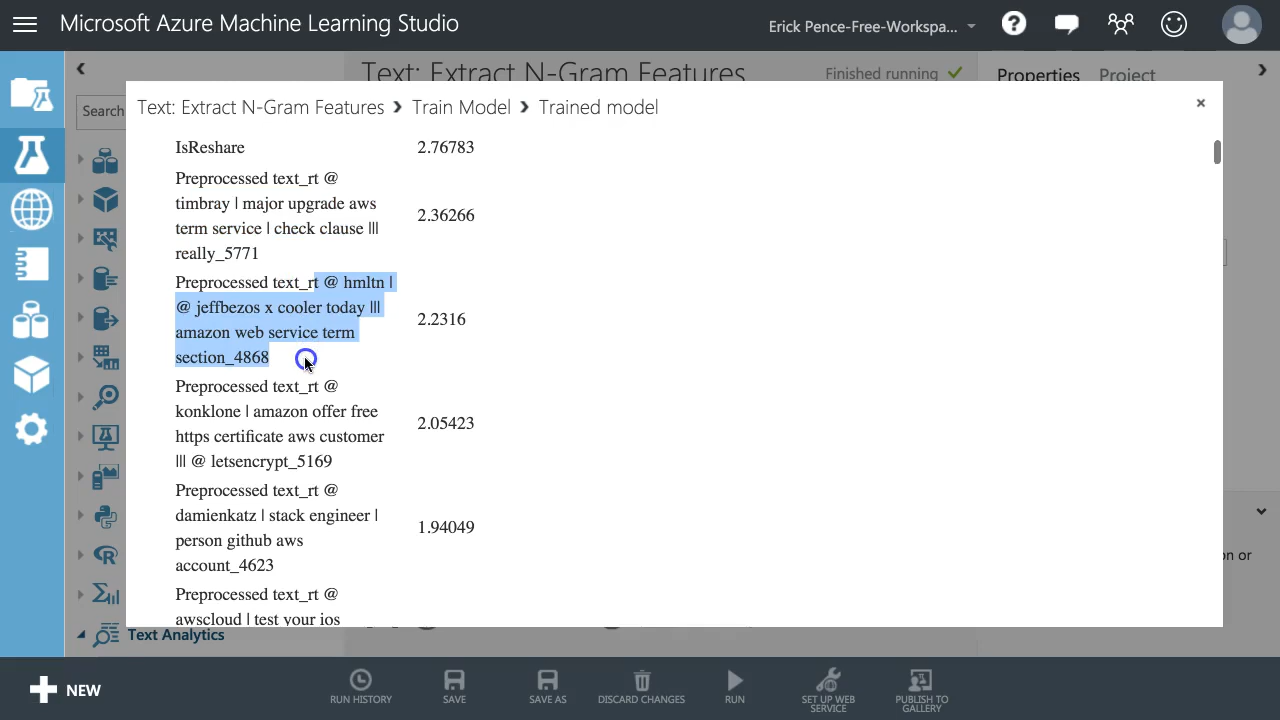 Microsoft Azure Machine Learning Studio
Erick Pence-Free-Workspa...
Text: Extract N-Gram Features
Finished running
Properties Project
Search
Text: Extract N-Gram Features > Train Model > Trained model
×
IsReshare 2.76783
Preprocessed text_rt @
timbray | major upgrade aws
term service | check clause |||
really_5771
2.36266
Preprocessed text_rt @ hmltn |
@ jeffbezos x cooler today |||
amazon web service term
section_4868
2.2316
Preprocessed text_rt @
konklone | amazon offer free
https certificate aws customer
||| @ letsencrypt_5169
2.05423
Preprocessed text_rt @
damienkatz | stack engineer |
person github aws
account_4623
1.94049
Preprocessed text_rt @
awscloud | test your ios
on or
Text Analytics
NEW
RUN HISTORY
SAVE
SAVE AS
DISCARD CHANGES
RUN
SET UP WEB
SERVICE
PUBLISH TO
GALLERY